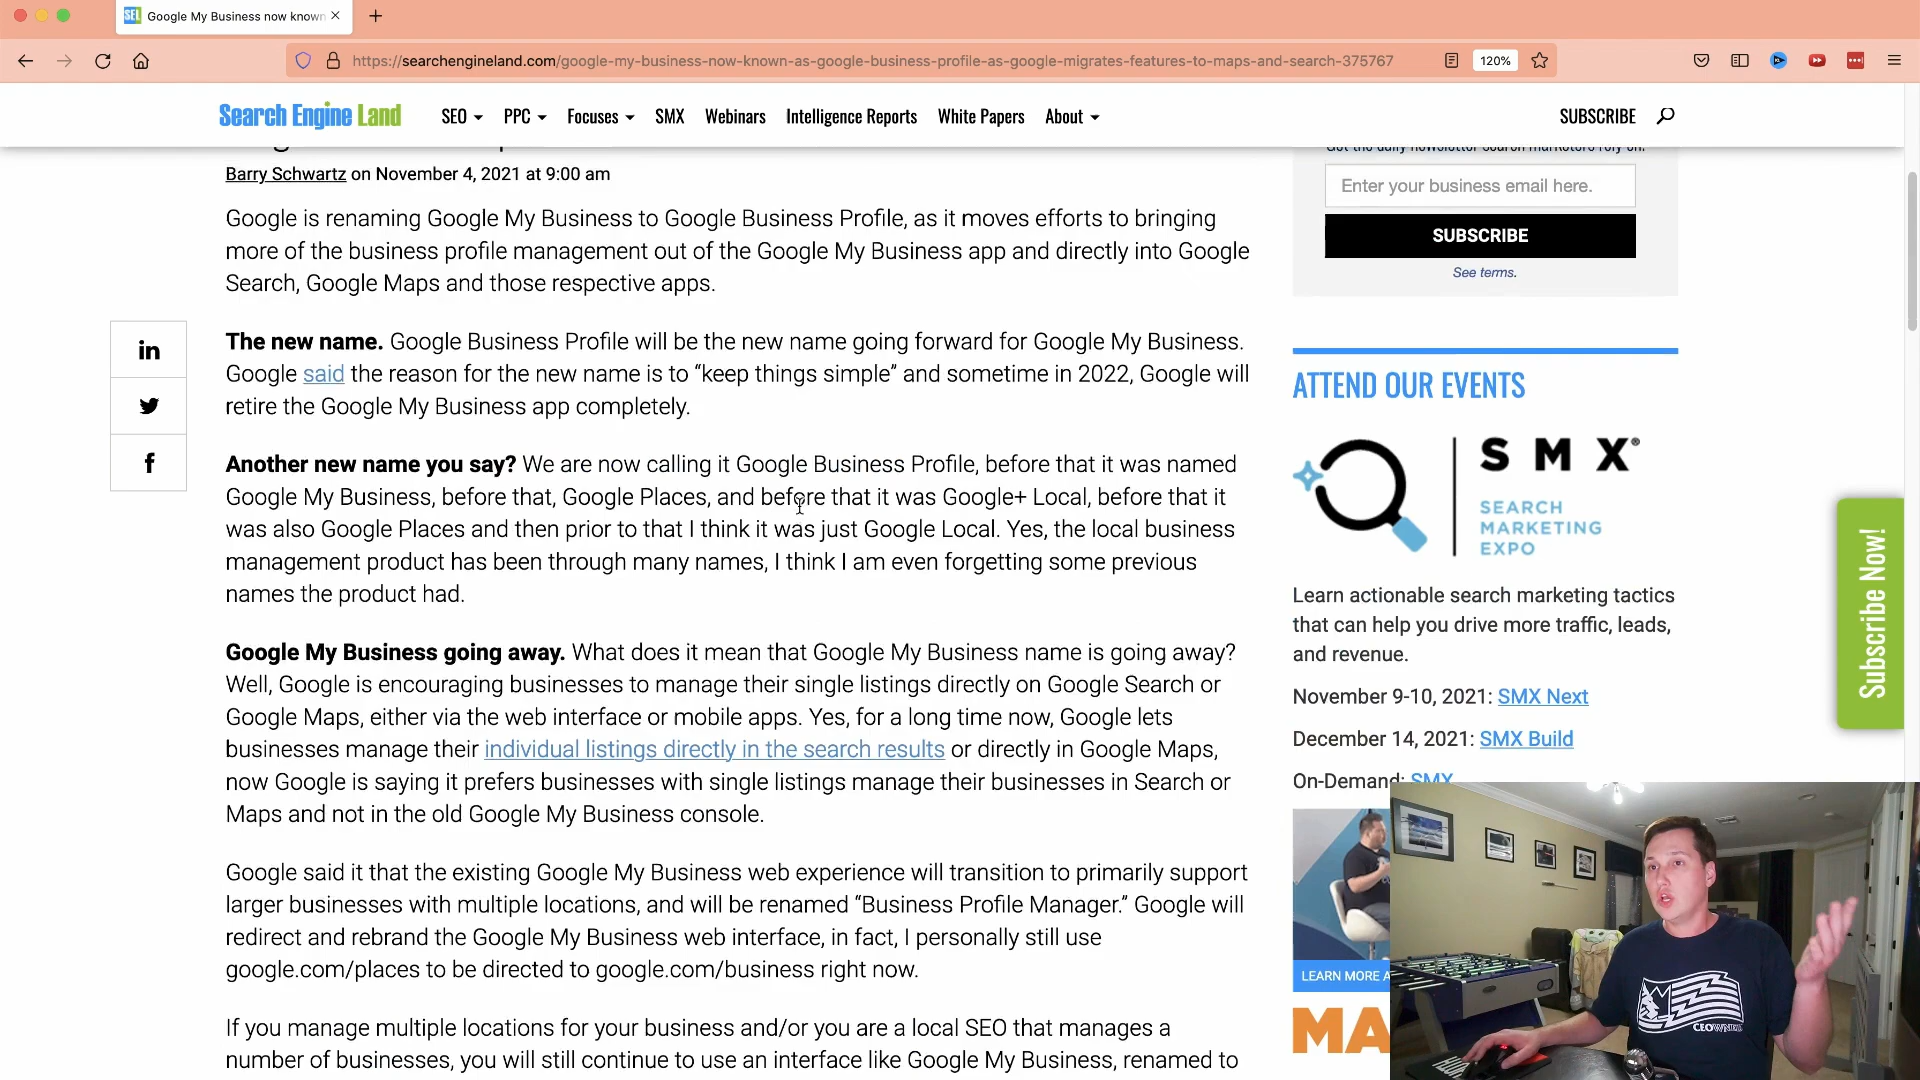 Google My Business now known
https://searchengineland.com/google-my-business-now-known-as-google-business-profile-as-google-migrates-features-to-maps-and-search-375767
120%
Search Engine Land
SEO PPC Focuses SMX Webinars Intelligence Reports White Papers About
SUBSCRIBE
Barry Schwartz on November 4, 2021 at 9:00 am
Google is renaming Google My Business to Google Business Profile, as it moves efforts to bringing
more of the business profile management out of the Google My Business app and directly into Google
Search, Google Maps and those respective apps.
The new name. Google Business Profile will be the new name going forward for Google My Business.
Google said the reason for the new name is to “keep things simple” and sometime in 2022, Google will
retire the Google My Business app completely.
Another new name you say? We are now calling it Google Business Profile, before that it was named
Google My Business, before that, Google Places, and before that it was Google+ Local, before that it
was also Google Places and then prior to that I think it was just Google Local. Yes, the local business
management product has been through many names, I think I am even forgetting some previous
names the product had.
Google My Business going away. What does it mean that Google My Business name is going away?
Well, Google is encouraging businesses to manage their single listings directly on Google Search or
Google Maps, either via the web interface or mobile apps. Yes, for a long time now, Google lets
businesses manage their individual listings directly in the search results or directly in Google Maps,
now Google is saying it prefers businesses with single listings manage their businesses in Search or
Maps and not in the old Google My Business console.
Google said it that the existing Google My Business web experience will transition to primarily support
larger businesses with multiple locations, and will be renamed “Business Profile Manager.” Google will
redirect and rebrand the Google My Business web interface, in fact, I personally still use
google.com/places to be directed to google.com/business right now.
If you manage multiple locations for your business and/or you are a local SEO that manages a
number of businesses, you will still continue to use an interface like Google My Business, renamed to
in
f
Get the daily newsletter search marketers rely on.
Enter your business email here.
SUBSCRIBE
See terms.
ATTEND OUR EVENTS
SMX®
SEARCH
MARKETING
EXPO
Learn actionable search marketing tactics
that can help you drive more traffic, leads,
and revenue.
November 9-10, 2021: SMX Next
December 14, 2021: SMX Build
On-Demand: SMX
LEARN MORE A
MA
Subscribe Now!